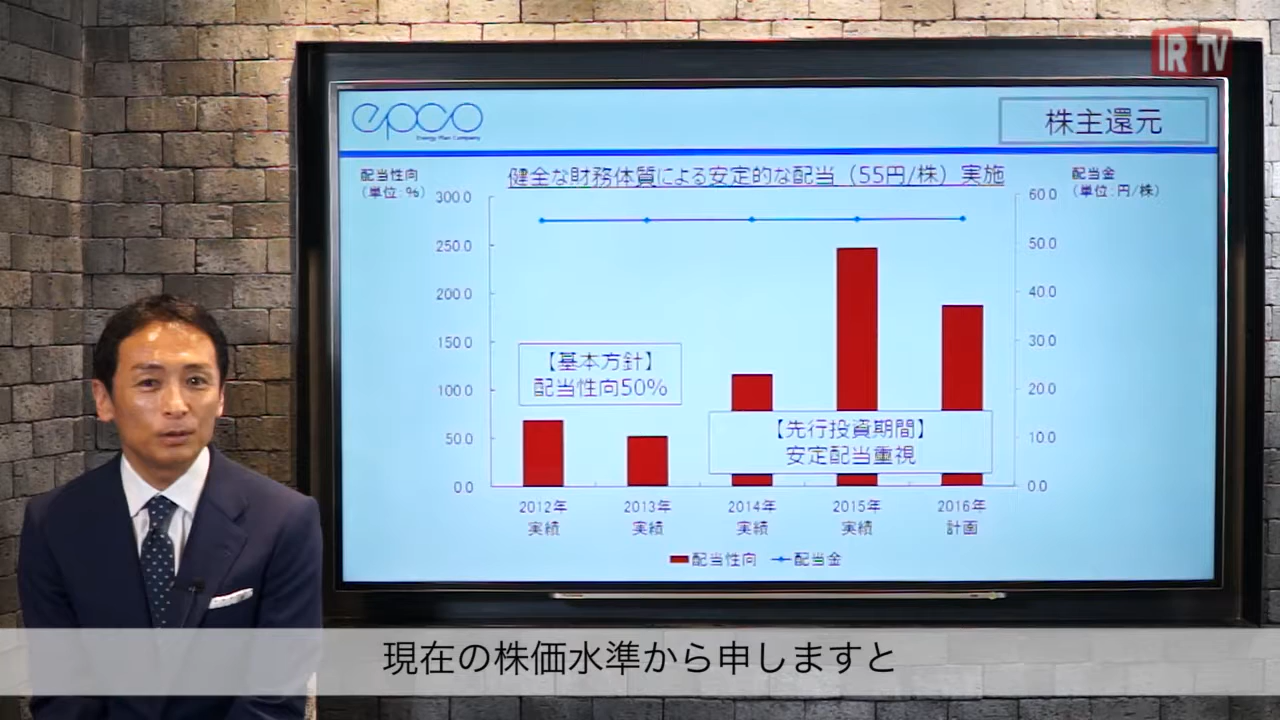 IR TV
epco
Energy Plan Company
株主還元
健全な財務体質による安定的な配当（55円/株）実施
配当性向
（単位：%）
配当金
（単位：円/株）
300.0
250.0
200.0
150.0
100.0
50.0
0.0
60.0
50.0
40.0
30.0
20.0
10.0
0.0
【基本方針】
配当性向50%
【先行投資期間】
安定配当重視
2012年
実績
2013年
実績
2014年
実績
2015年
実績
2016年
計画
配当性向
配当金
現在の株価水準から申しますと